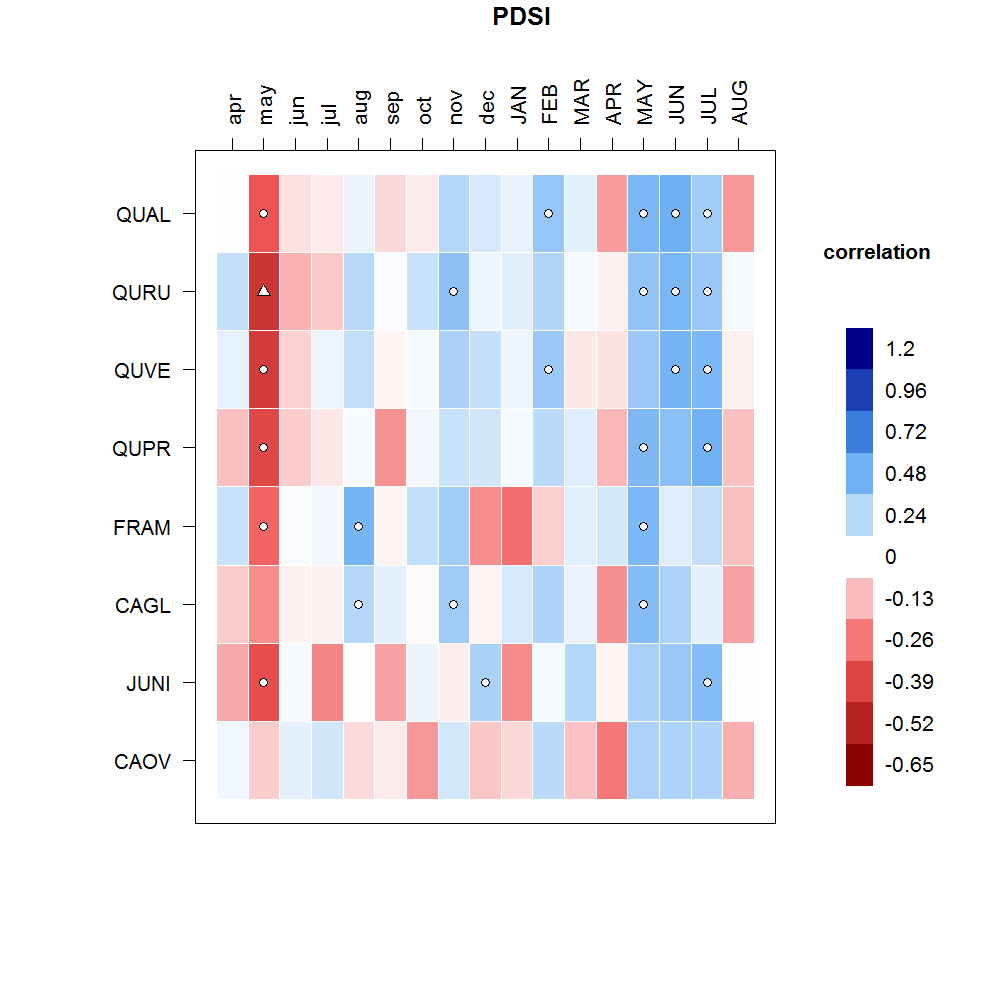 PDSI
apr may jun jul aug sep oct nov dec JAN FEB MAR APR MAY JUN JUL AUG
QUAL
QURU
QUVE
QUPR
FRAM
CAGL
JUNI
CAOV
correlation
1.2
0.96
0.72
0.48
0.24
0
-0.13
-0.26
-0.39
-0.52
-0.65